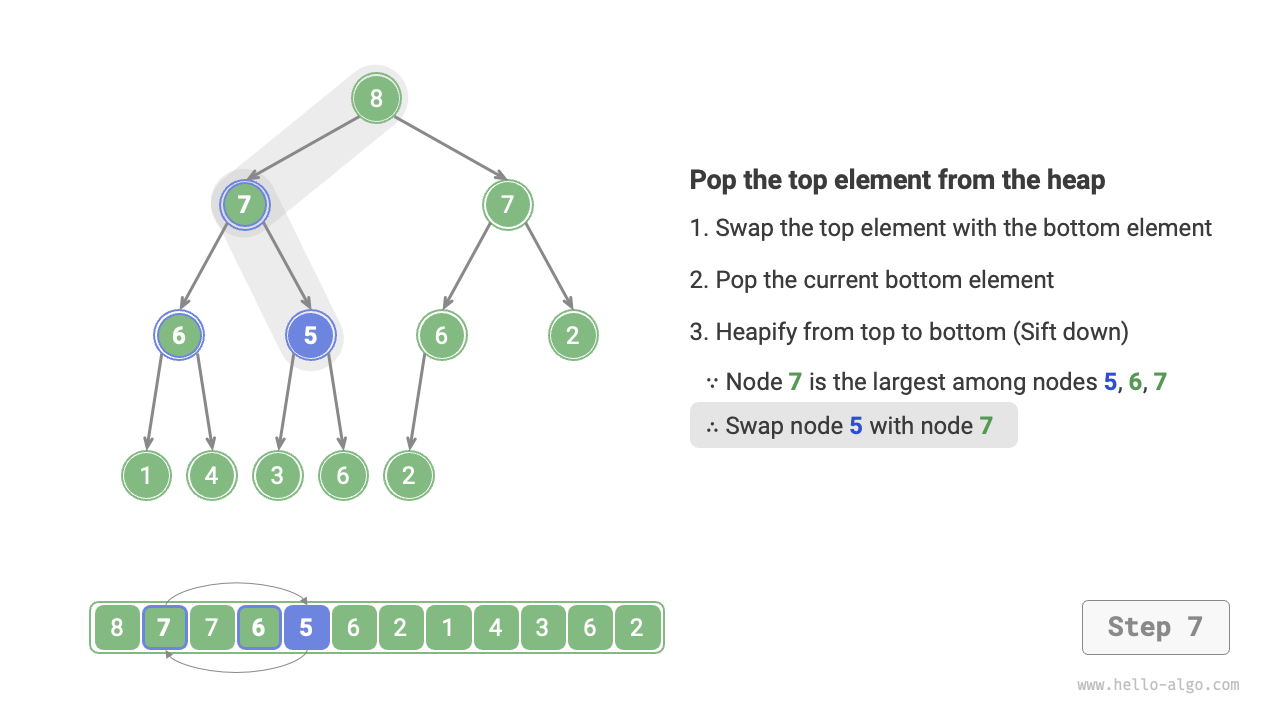 8
Pop the top element from the heap
7
7
1. Swap the top element with the bottom element
2. Pop the current bottom element
6
5
6
2
3. Heapify from top to bottom (Sift down)
∵ Node 7 is the largest among nodes 5, 6, 7
∴ Swap node 5 with node 7
1
4
3
6
2
8 7 7 6 5 6 2 1 4 3 6 2
Step 7
www.hello-algo.com